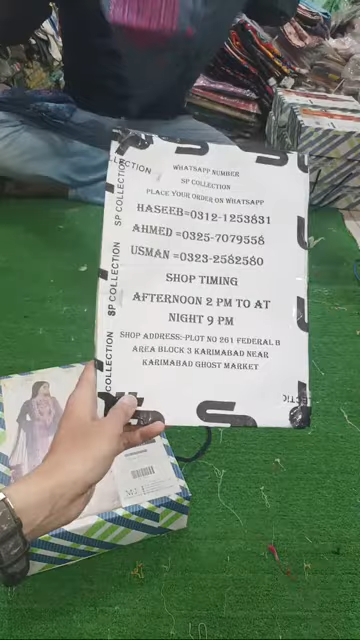 WHATSAPP NUMBER
SP COLLECTION
PLACE YOUR ORDER ON WHATSAPP
HASEEB=0312-1253831
AHMED =0325-7079558
USMAN =0323-2582580
SHOP TIMING
AFTERNOON 2 PM TO AT
NIGHT 9 PM
SHOP ADDRESS:-PLOT NO 261 FEDERAL B
AREA BLOCK 3 KARIMABAD NEAR
KARIMABAD GHOST MARKET
LLECTION
SP COLLECTION
SP COLLECTION
COLLECTION